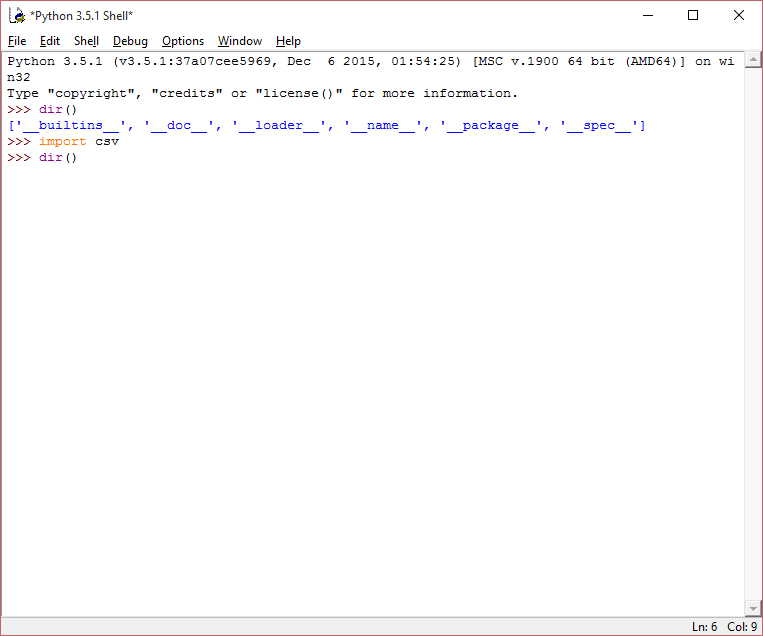 *Python 3.5.1 Shell*
File Edit Shell Debug Options Window Help
Python 3.5.1 (v3.5.1:37a07cee5969, Dec  6 2015, 01:54:25) [MSC v.1900 64 bit (AMD64)] on wi
n32
Type "copyright", "credits" or "license()" for more information.
>>> dir()
['__builtins__', '__doc__', '__loader__', '__name__', '__package__', '__spec__']
>>> import csv
>>> dir()
Ln: 6 Col: 9